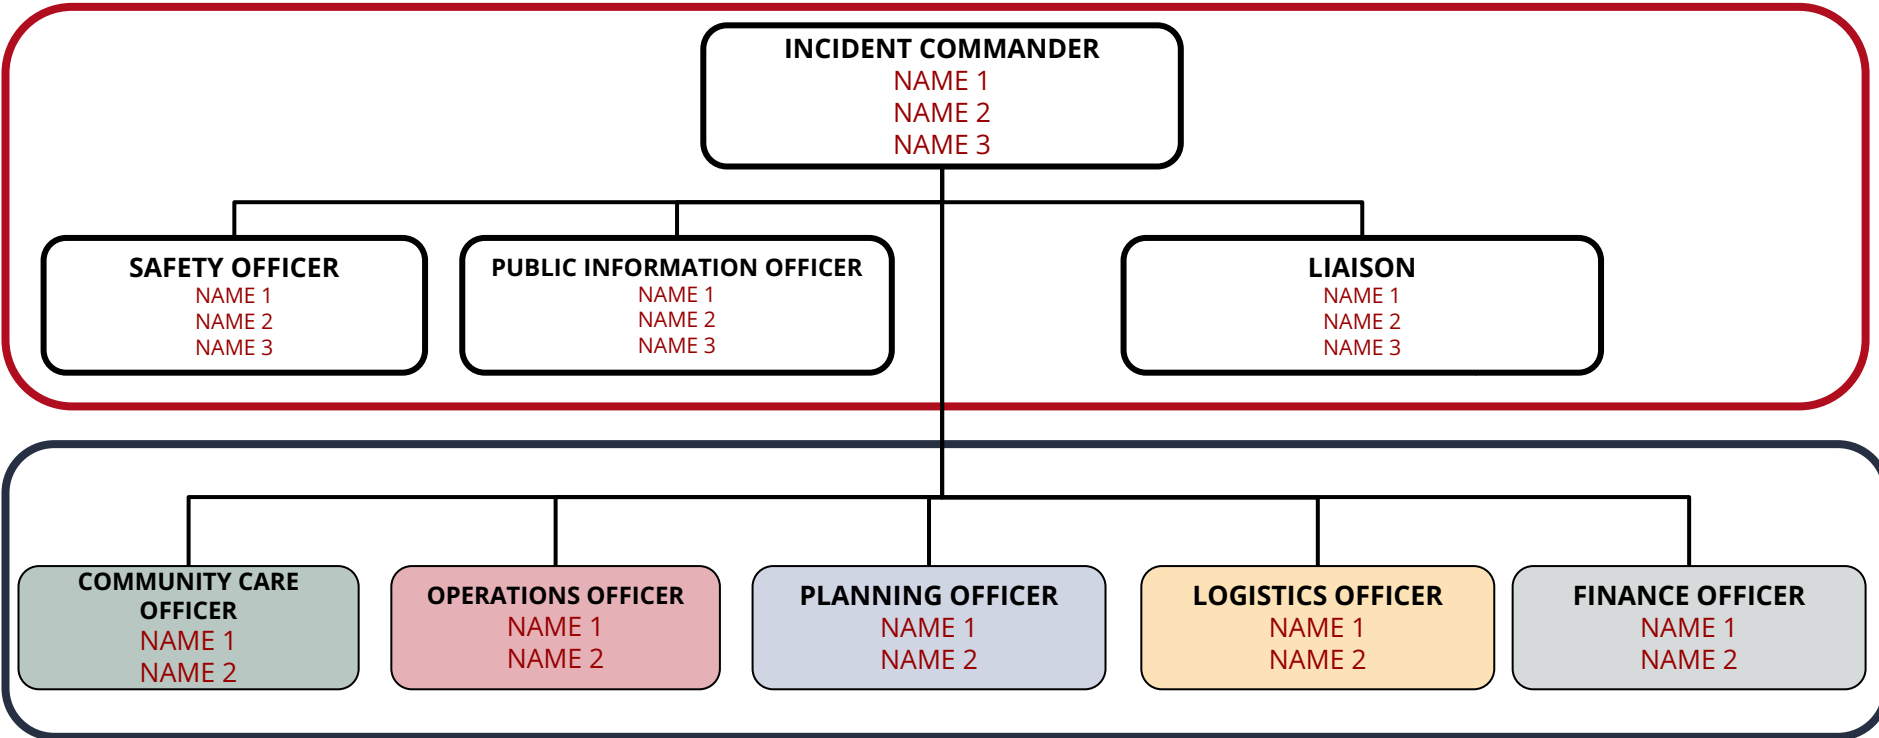 INCIDENT COMMANDER
NAME 1
NAME 2
NAME 3
SAFETY OFFICER
NAME 1
NAME 2
NAME 3
PUBLIC INFORMATION OFFICER
NAME 1
NAME 2
NAME 3
LIAISON
NAME 1
NAME 2
NAME 3
COMMUNITY CARE
OFFICER
NAME 1
NAME 2
OPERATIONS OFFICER
NAME 1
NAME 2
PLANNING OFFICER
NAME 1
NAME 2
LOGISTICS OFFICER
NAME 1
NAME 2
FINANCE OFFICER
NAME 1
NAME 2